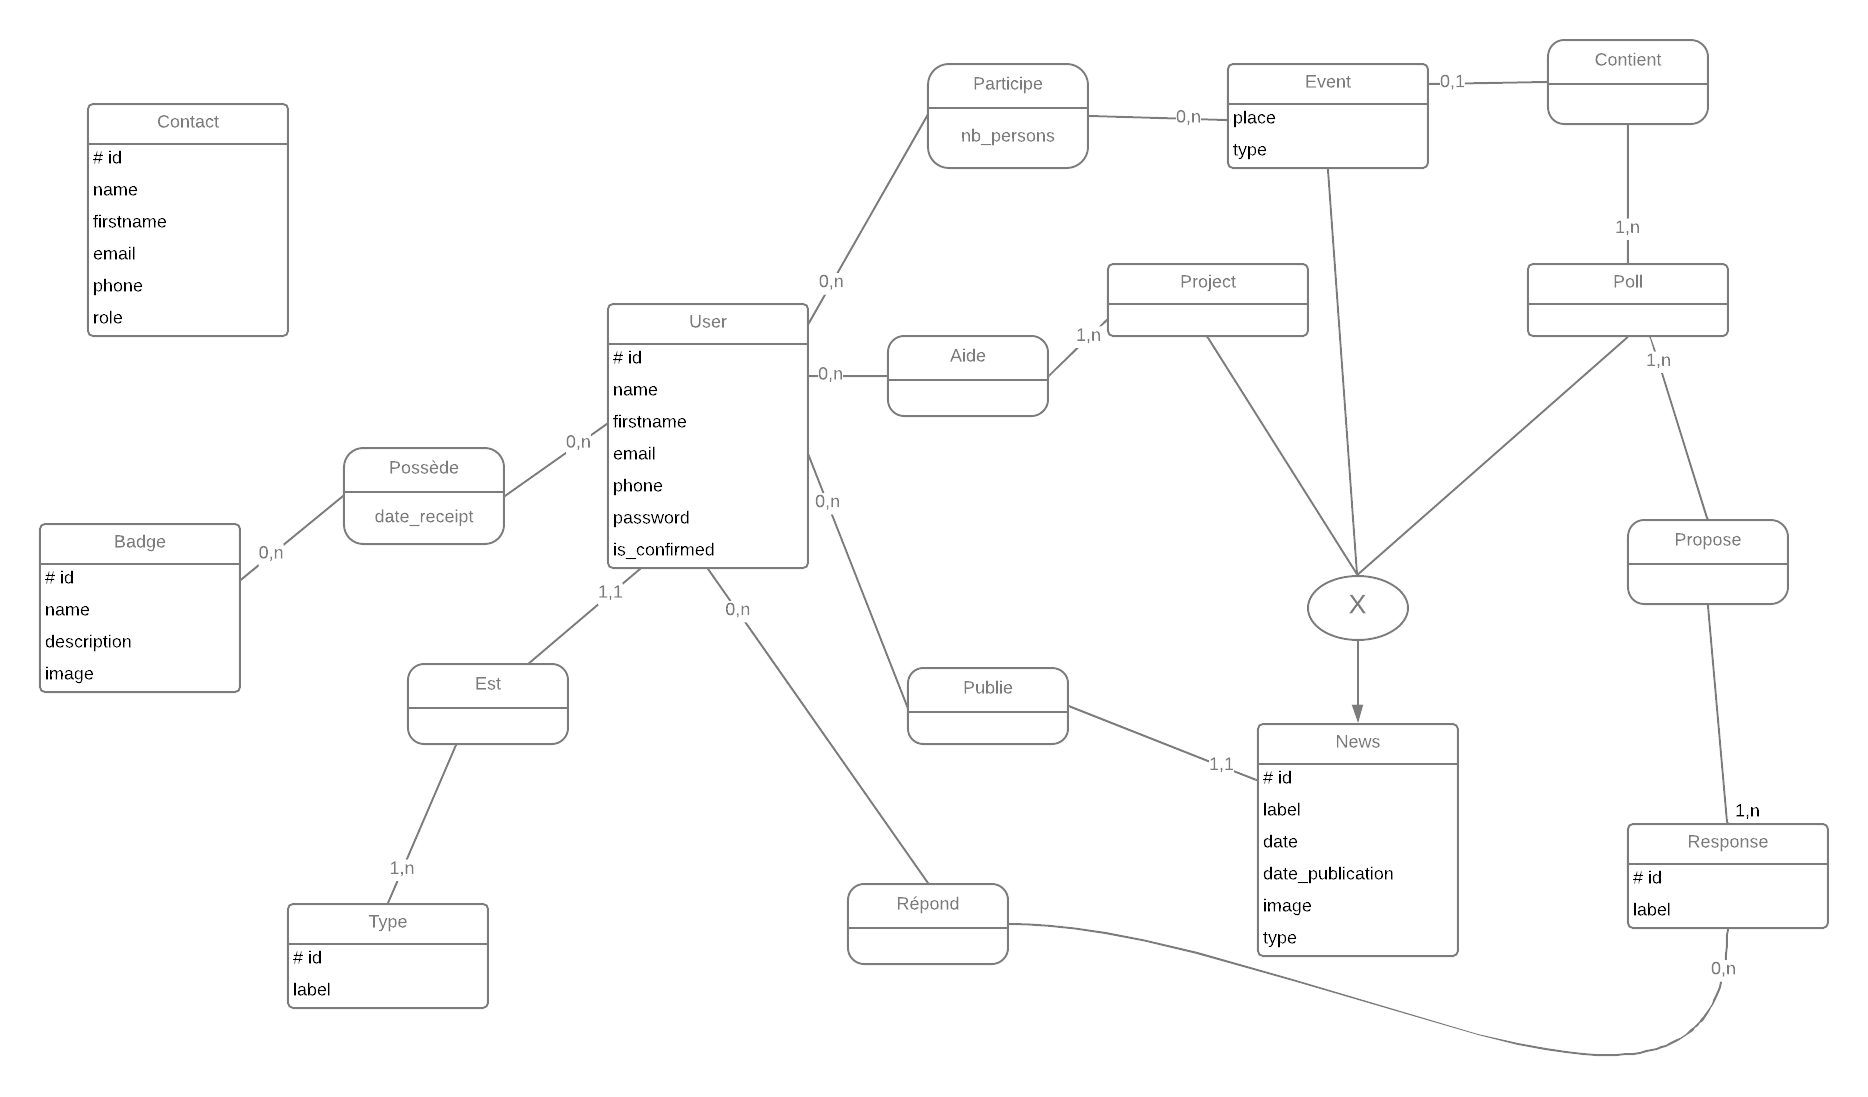 Contact
# id
name
firstname
email
phone
role
Participe
nb_persons
0,n
0,n
Event
place
type
0,1
Contient
1,n
Project
Poll
1,n
User
# id
name
firstname
email
phone
password
is_confirmed
0,n
Aide
1,n
Possède
date_receipt
0,n
0,n
Badge
# id
name
description
image
0,n
1,1
0,n
Est
X
Propose
Publie
1,1
News
# id
label
date
date_publication
image
type
1,n
Response
# id
label
1,n
Type
# id
label
Répond
0,n